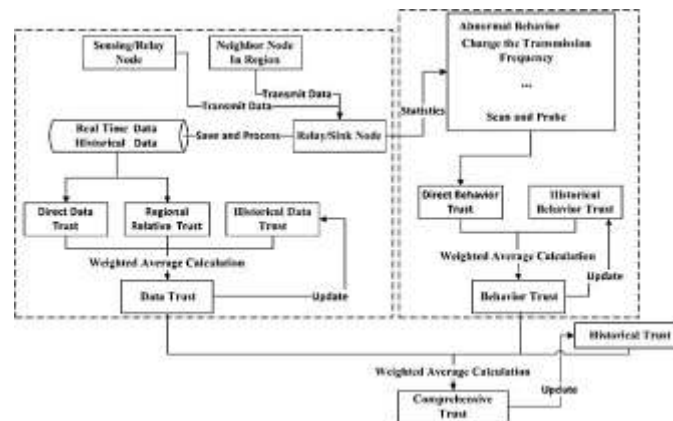 Sensing/Relay
Node
Neighbor Node
In Region
Transmit Data
Transmit Data
Real Time Data
Historical Data
Save and Process
Relay/Sink Node
Statistics
Abnormal Behavior
Change the Transmission
Frequency
...
Scan and Probe
Direct Data
Trust
Regional
Relative Trust
Historical Data
Trust
Weighted Average Calculation
Data Trust
Update
Direct Behavior
Trust
Historical
Behavior Trust
Weighted Average Calculation
Update
Behavior Trust
Historical Trust
Weighted Average Calculation
Update
Comprehensive
Trust